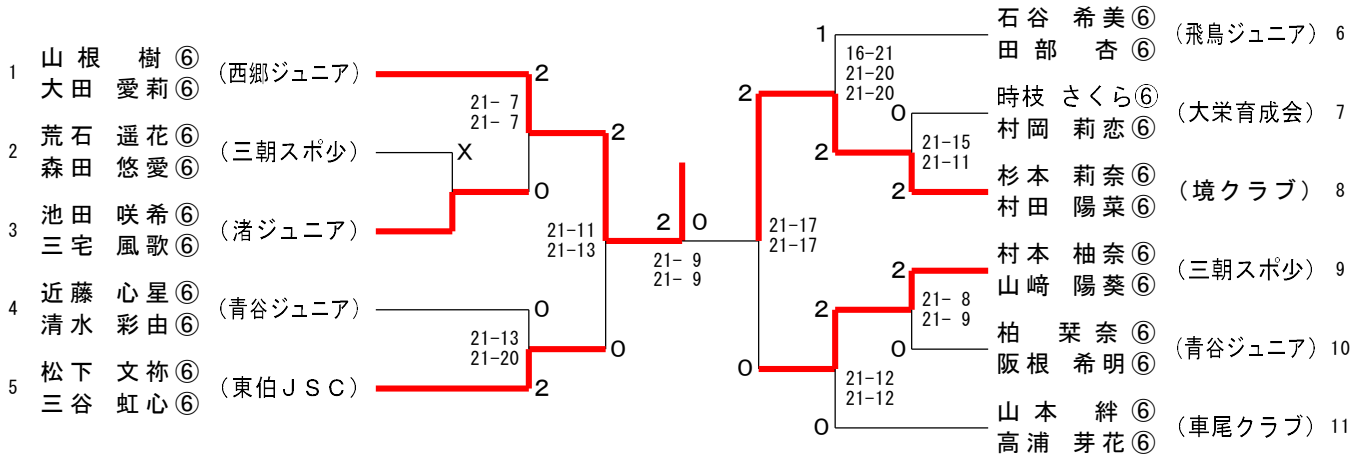 1 山根 樹⑥ (西郷ジュニア)
大田 愛莉⑥
2
21- 7
21- 7
2 荒石 遥花⑥ (三朝スポ少)
森田 悠愛⑥
X
0
3 池田 咲希⑥ (渚ジュニア)
三宅 風歌⑥
2
21-11
21-13
4 近藤 心星⑥ (青谷ジュニア)
清水 彩由⑥
0
21-13
21-20
0
5 松下 文祢⑥ (東伯JSC)
三谷 虹心⑥
2
2 0
21- 9
21- 9
石谷 希美⑥ (飛鳥ジュニア) 6
田部 杏⑥
1
16-21
21-20
21-20
2
時枝 さくら⑥ (大栄育成会) 7
村岡 莉恋⑥
0
21-15
21-11
2
杉本 莉奈⑥ (境クラブ) 8
村田 陽菜⑥
2
21-17
21-17
村本 柚奈⑥ (三朝スポ少) 9
山﨑 陽葵⑥
2
21- 8
21- 9
2
柏 栞奈⑥ (青谷ジュニア) 10
阪根 希明⑥
0
0
21-12
21-12
山本 絆⑥ (車尾クラブ) 11
高浦 芽花⑥
0